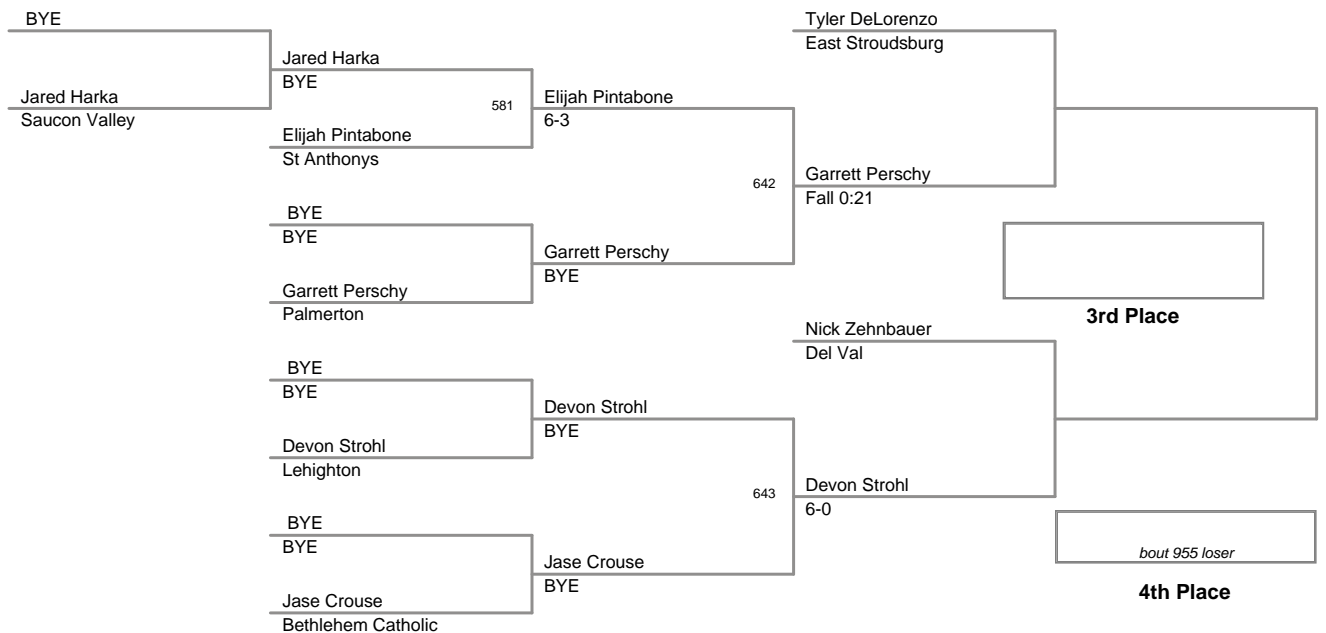 BYE
Jared Harka
Saucon Valley
Jared Harka
BYE
Elijah Pintabone
St Anthonys
581
Elijah Pintabone
6-3
BYE
BYE
Garrett Perschy
Palmerton
Garrett Perschy
BYE
642
Tyler DeLorenzo
East Stroudsburg
Garrett Perschy
Fall 0:21
3rd Place
BYE
BYE
Devon Strohl
Lehighton
Devon Strohl
BYE
BYE
BYE
Jase Crouse
Bethlehem Catholic
Jase Crouse
BYE
643
Nick Zehnbauer
Del Val
Devon Strohl
6-0
bout 955 loser
4th Place